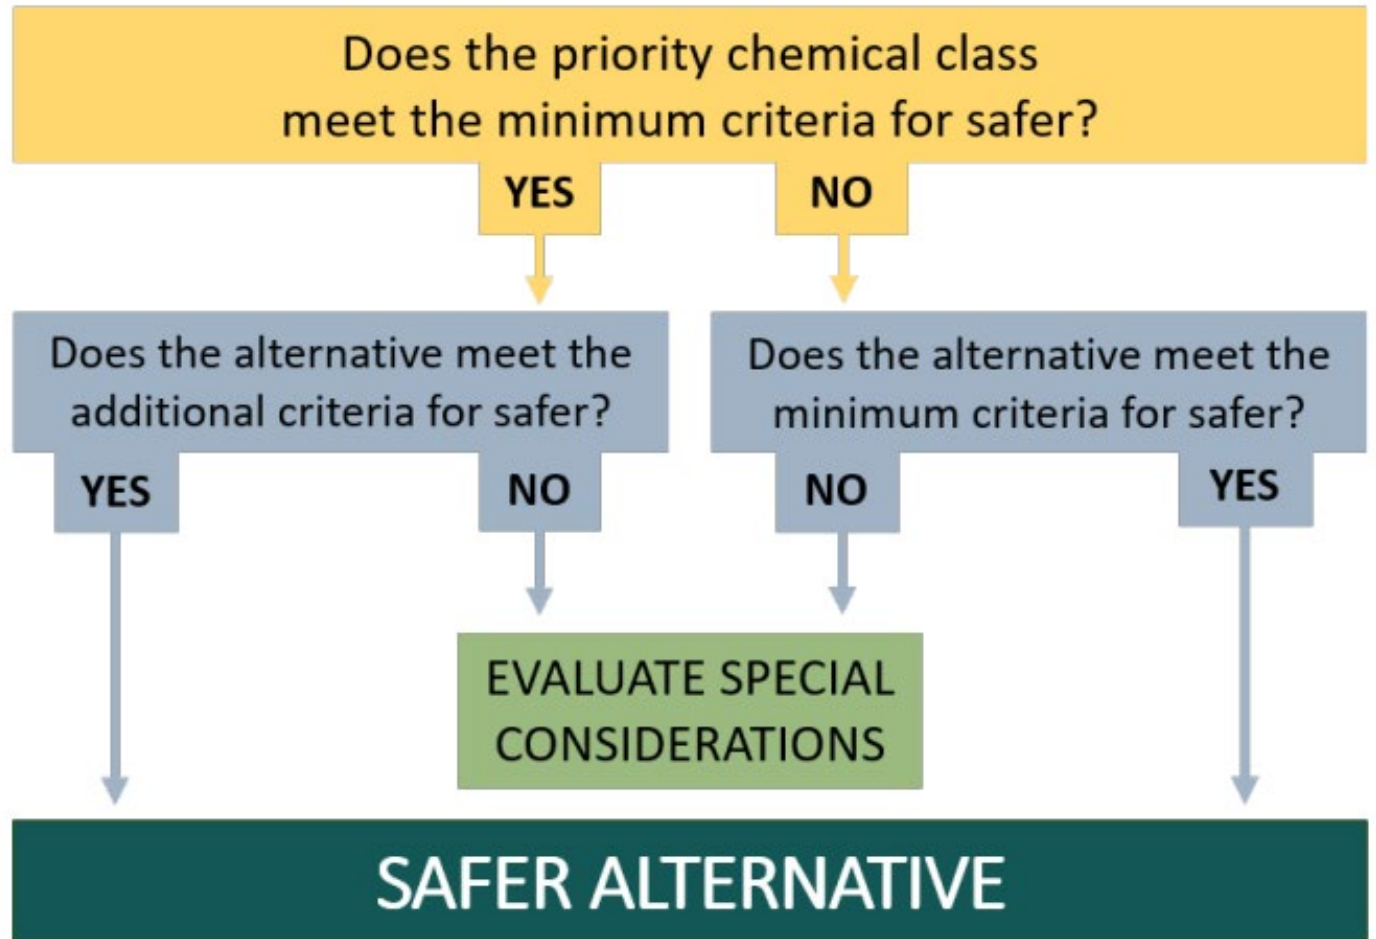 Does the priority chemical class
meet the minimum criteria for safer?
YES
NO
Does the alternative meet the
additional criteria for safer?
YES
NO
Does the alternative meet the
minimum criteria for safer?
NO
YES
EVALUATE SPECIAL
CONSIDERATIONS
SAFER ALTERNATIVE